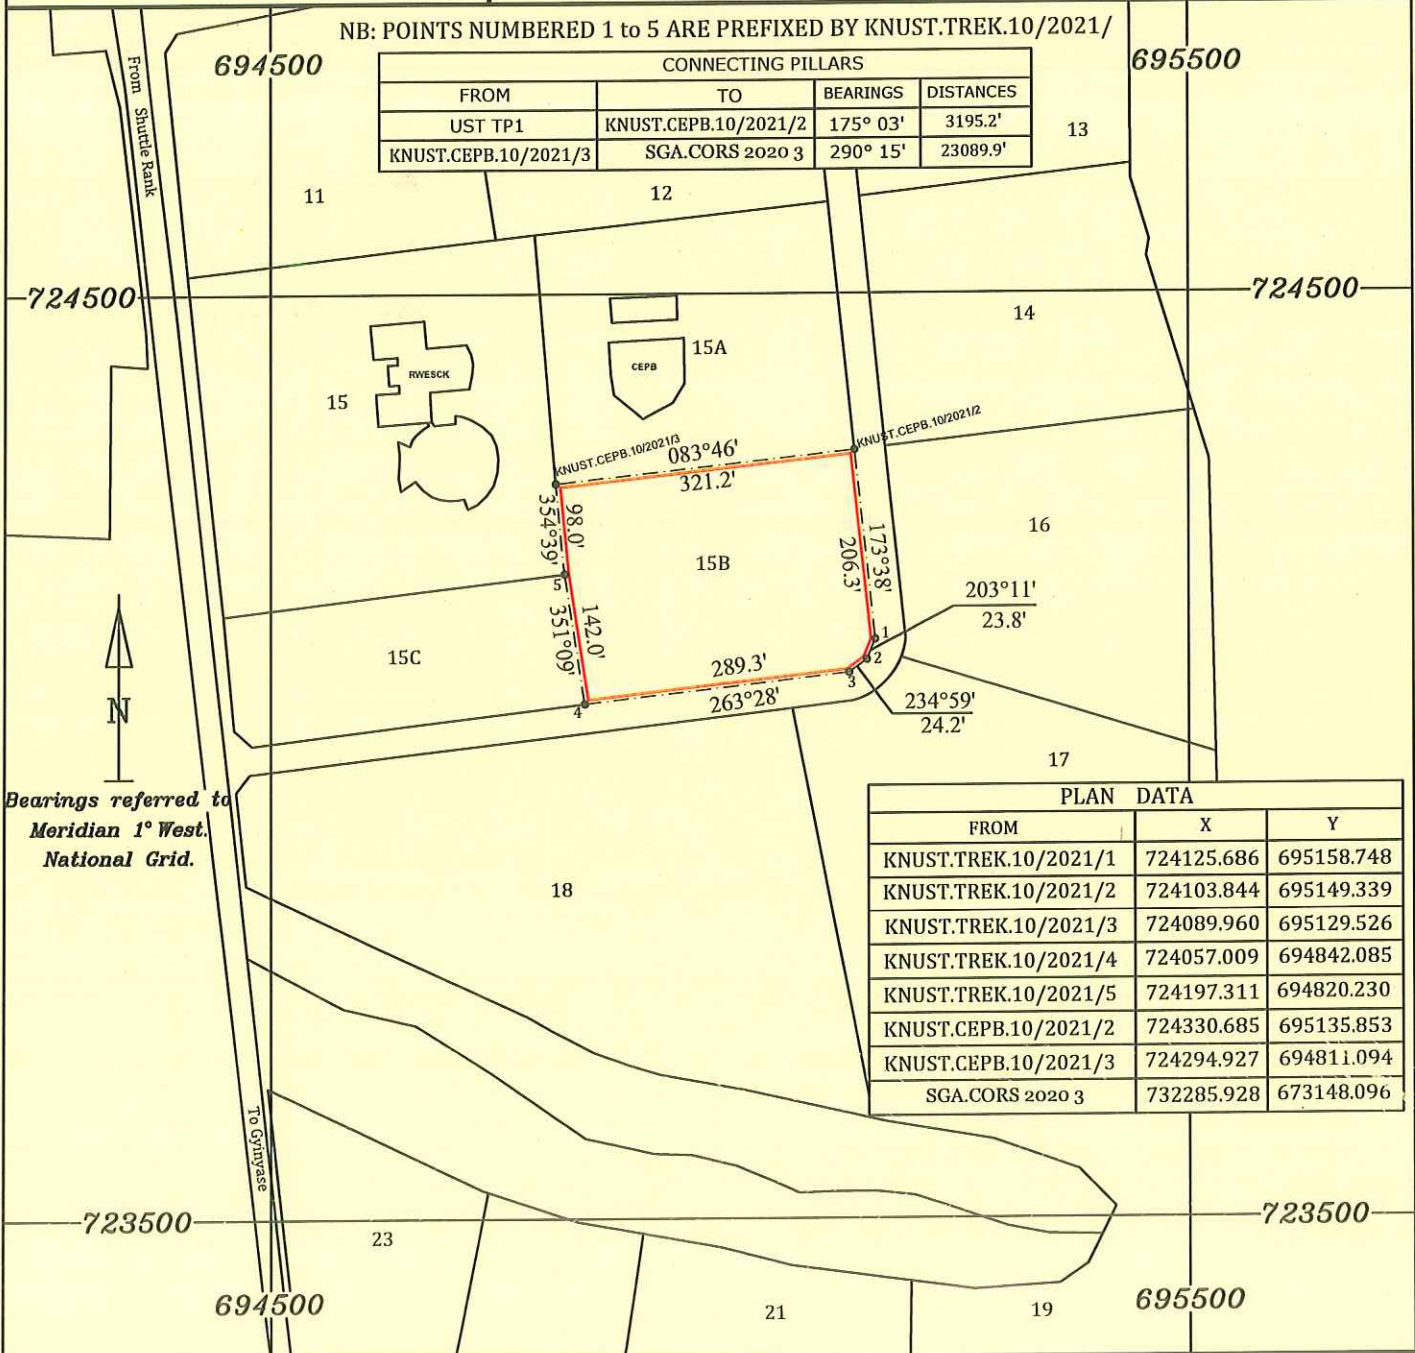 NB: POINTS NUMBERED 1 to 5 ARE PREFIXED BY KNUST.TREK.10/2021/
694500
695500
CONNECTING PILLARS
FROM TO BEARINGS DISTANCES
UST TP1 KNUST.CEPB.10/2021/2 175° 03' 3195.2'
KNUST.CEPB.10/2021/3 SGA.CORS 2020 3 290° 15' 23089.9'
From Shuttle Rank
13
11
12
724500
724500
14
15A
CEPB
RWESCK
15
KNUST.CEPB.10/2021/3
KNUST.CEPB.10/2021/2
083°46'
321.2'
354°39'
98.0'
173°38'
206.3'
16
15B
5
203°11'
23.8'
351°09'
142.0'
1
2
15C
289.3'
3
263°28'
234°59'
24.2'
4
N
17
Bearings referred to
Meridian 1° West.
National Grid.
PLAN DATA
FROM X Y
KNUST.TREK.10/2021/1 724125.686 695158.748
KNUST.TREK.10/2021/2 724103.844 695149.339
KNUST.TREK.10/2021/3 724089.960 695129.526
KNUST.TREK.10/2021/4 724057.009 694842.085
KNUST.TREK.10/2021/5 724197.311 694820.230
KNUST.CEPB.10/2021/2 724330.685 695135.853
KNUST.CEPB.10/2021/3 724294.927 694811.094
SGA.CORS 2020 3 732285.928 673148.096
18
To Gyinyase
723500
723500
23
694500
695500
21
19